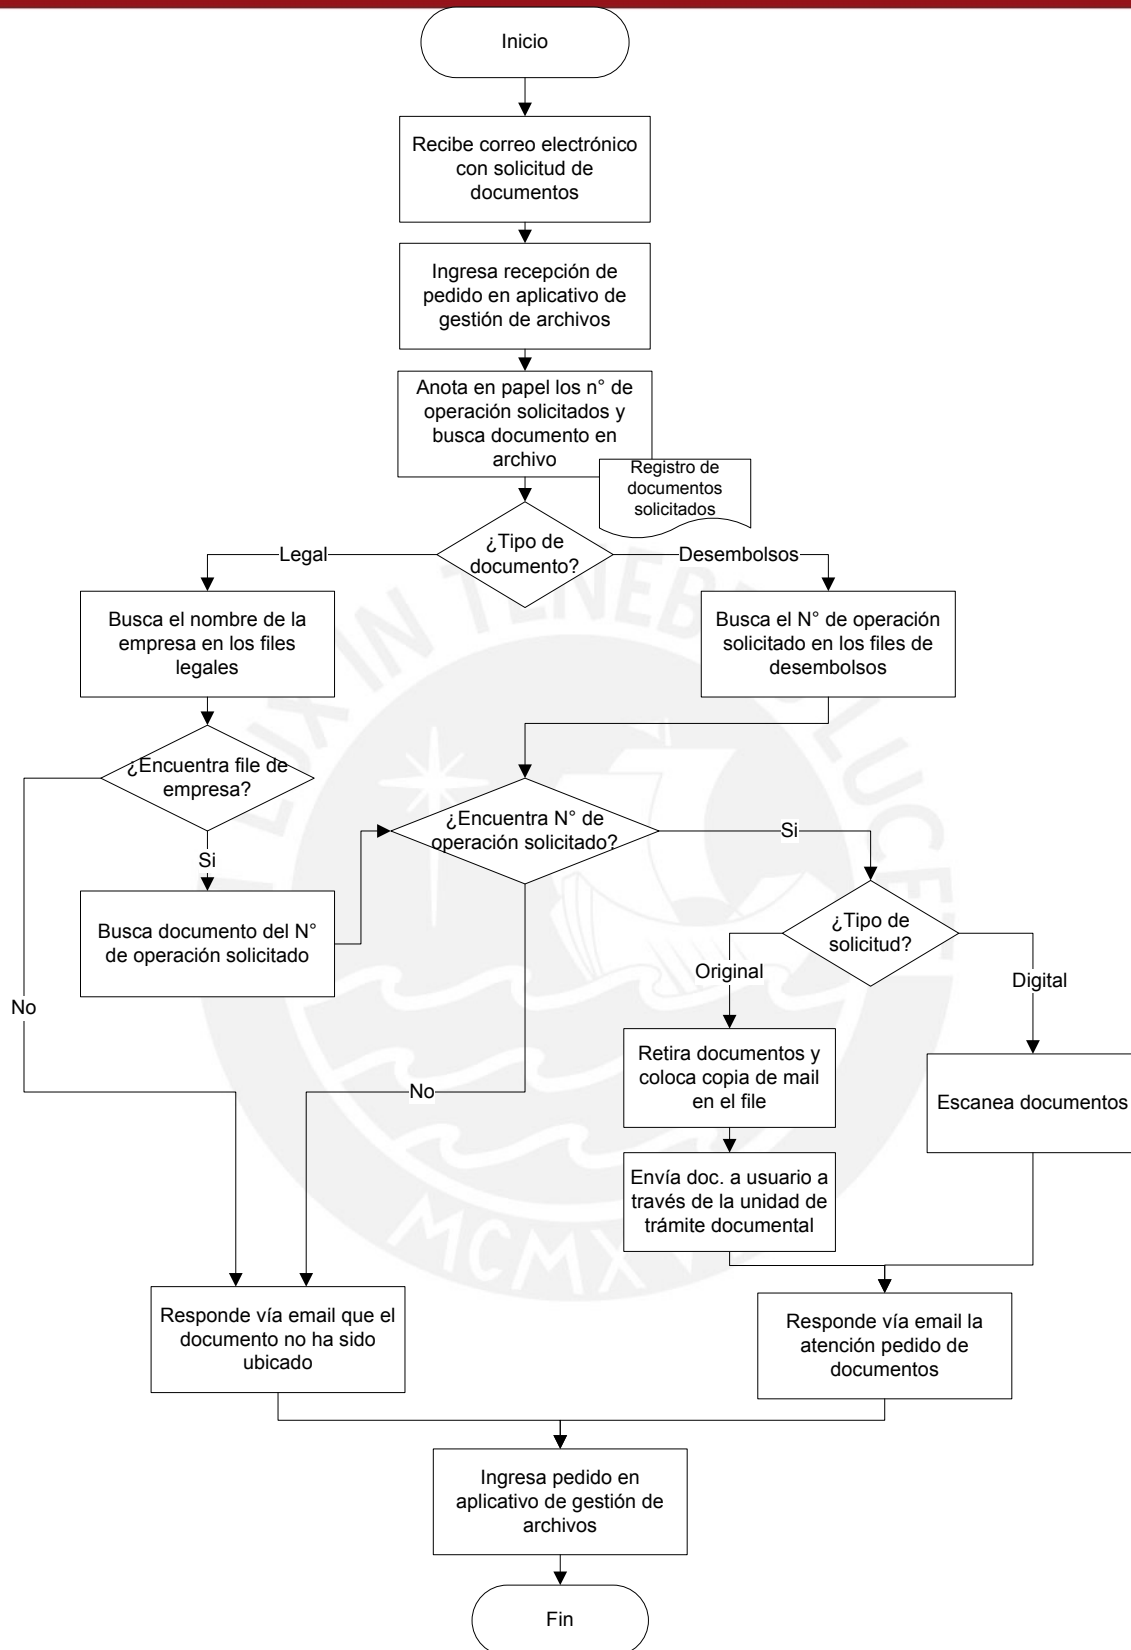 Inicio
Recibe correo electrónico
con solicitud de
documentos
Ingresa recepción de
pedido en aplicativo de
gestión de archivos
Anota en papel los n° de
operación solicitados y
busca documento en
archivo
Registro de
documentos
solicitados
¿Tipo de
documento?
Legal
Desembolsos
Busca el nombre de la
empresa en los files
legales
Busca el N° de operación
solicitado en los files de
desembolsos
¿Encuentra file de
empresa?
¿Encuentra N° de
operación solicitado?
Si
Si
Busca documento del N°
de operación solicitado
¿Tipo de
solicitud?
Original
Digital
No
Retira documentos y
coloca copia de mail
en el file
Escanea documentos
No
Envía doc. a usuario a
través de la unidad de
trámite documental
Responde vía email que el
documento no ha sido
ubicado
Responde vía email la
atención pedido de
documentos
Ingresa pedido en
aplicativo de gestión de
archivos
Fin